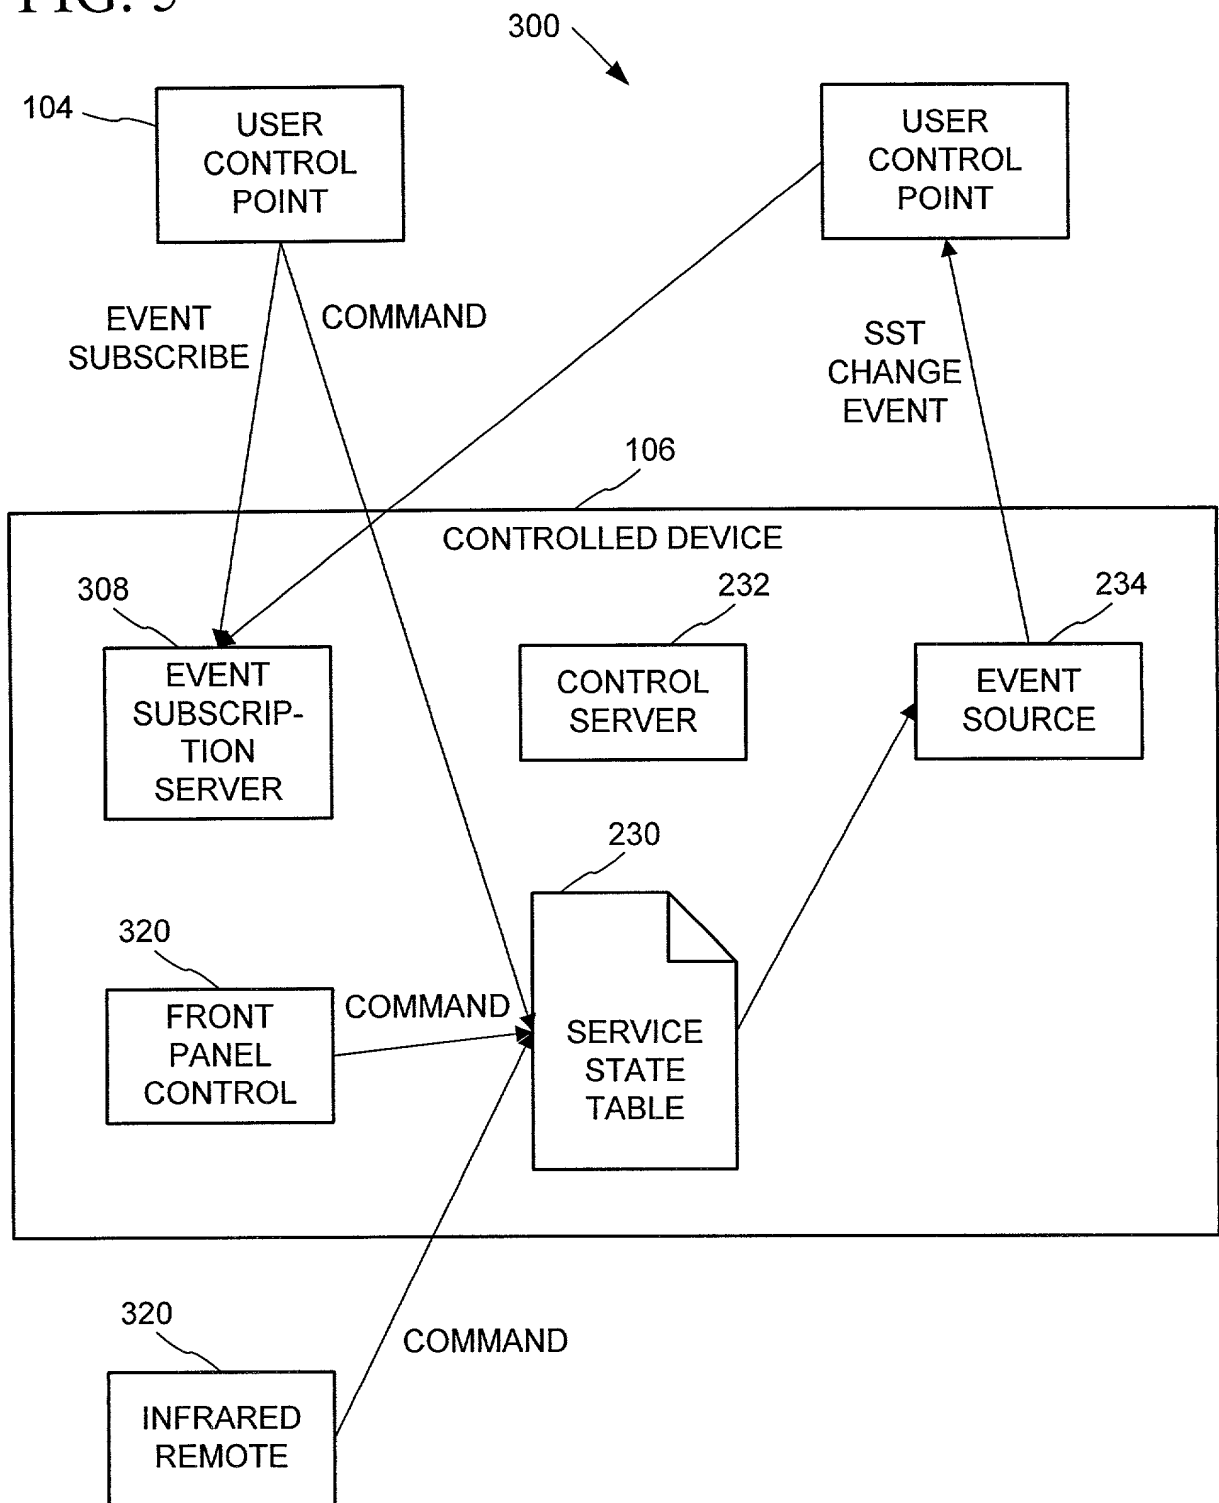 FIG. 5
300
104
USER
CONTROL
POINT
USER
CONTROL
POINT
EVENT
SUBSCRIBE
COMMAND
SST
CHANGE
EVENT
106
CONTROLLED DEVICE
308
232
234
EVENT
SUBSCRIP-
TION
SERVER
CONTROL
SERVER
EVENT
SOURCE
230
320
FRONT
PANEL
CONTROL
COMMAND
SERVICE
STATE
TABLE
320
COMMAND
INFRARED
REMOTE